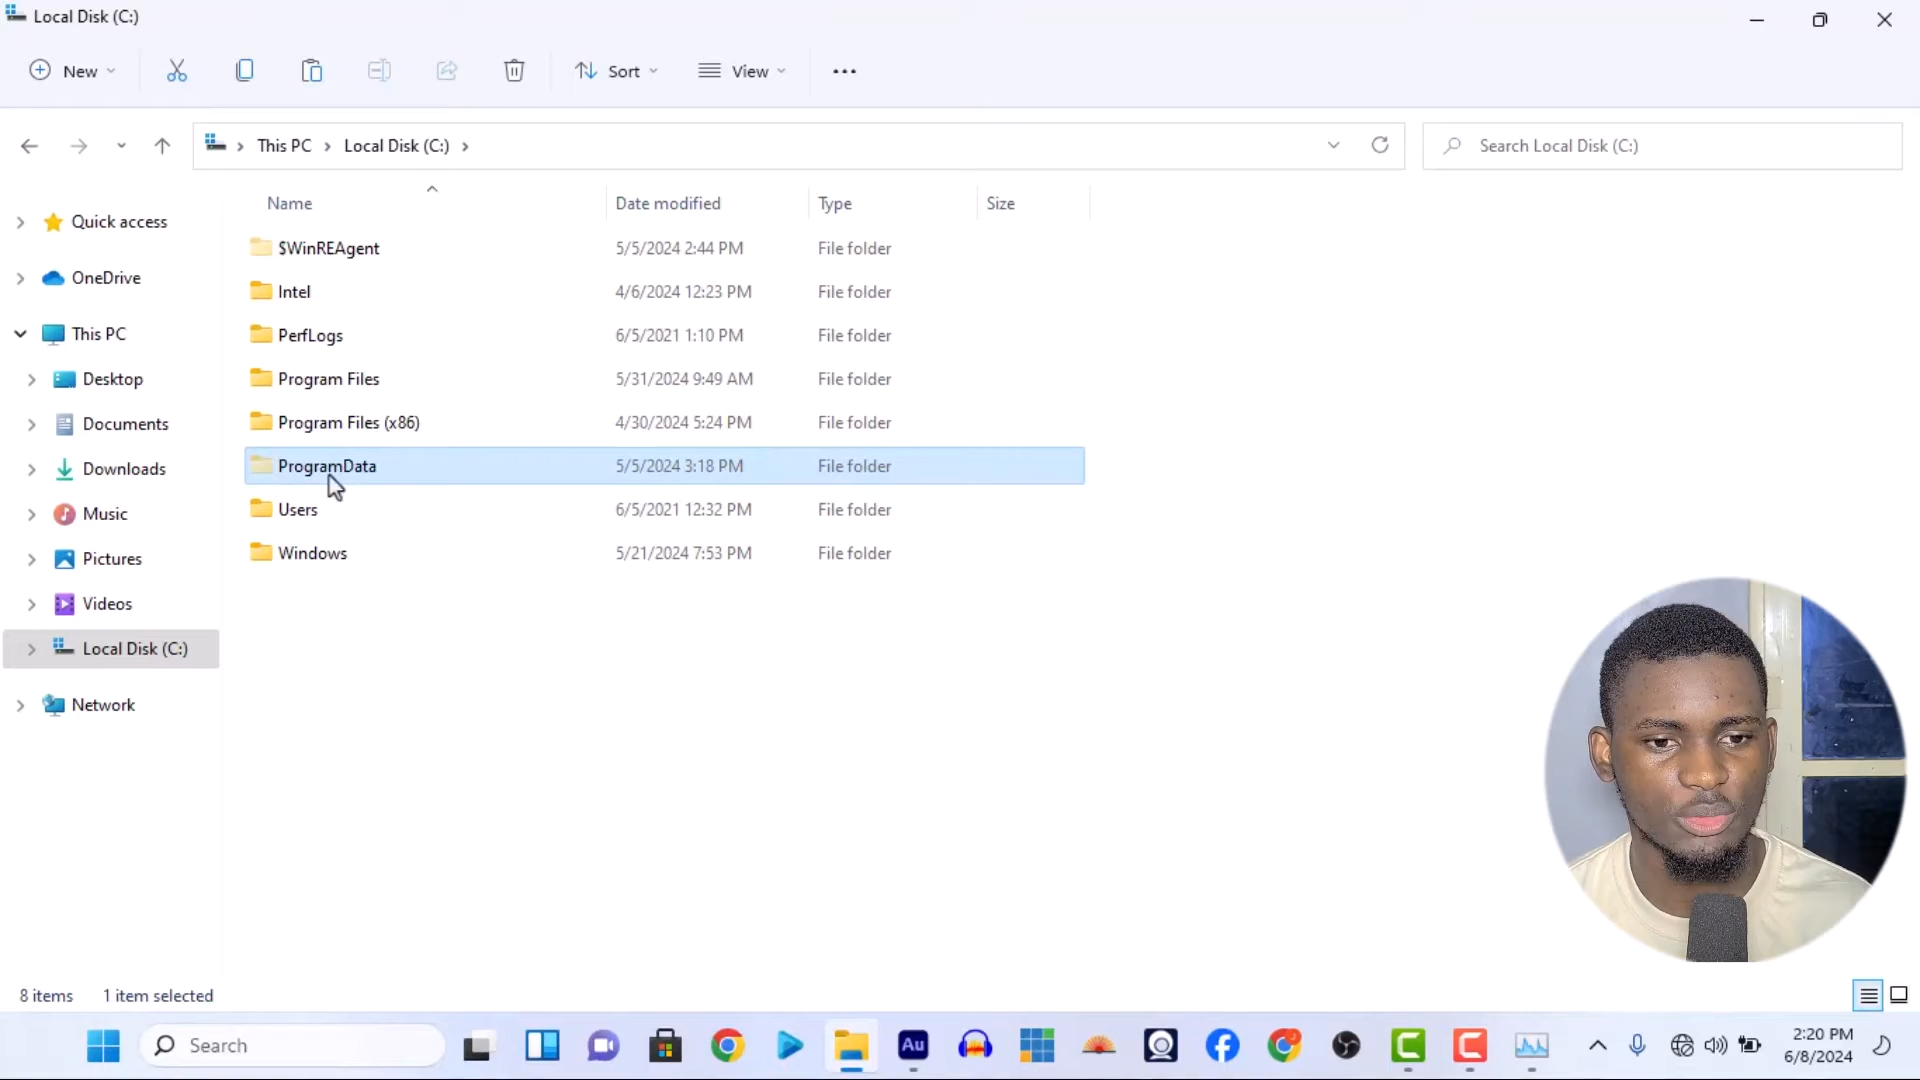 Local Disk (C:)
New
Sort
View
This PC > Local Disk (C:) >
Search Local Disk (C:)
Name Date modified Type Size
Quick access
OneDrive
This PC
Desktop
Documents
Downloads
Music
Pictures
Videos
Local Disk (C:)
Network
$WinREAgent 5/5/2024 2:44 PM File folder
Intel 4/6/2024 12:23 PM File folder
PerfLogs 6/5/2021 1:10 PM File folder
Program Files 5/31/2024 9:49 AM File folder
Program Files (x86) 4/30/2024 5:24 PM File folder
ProgramData 5/5/2024 3:18 PM File folder
Users 6/5/2021 12:32 PM File folder
Windows 5/21/2024 7:53 PM File folder
8 items 1 item selected
Search
Au
2:20 PM
6/8/2024